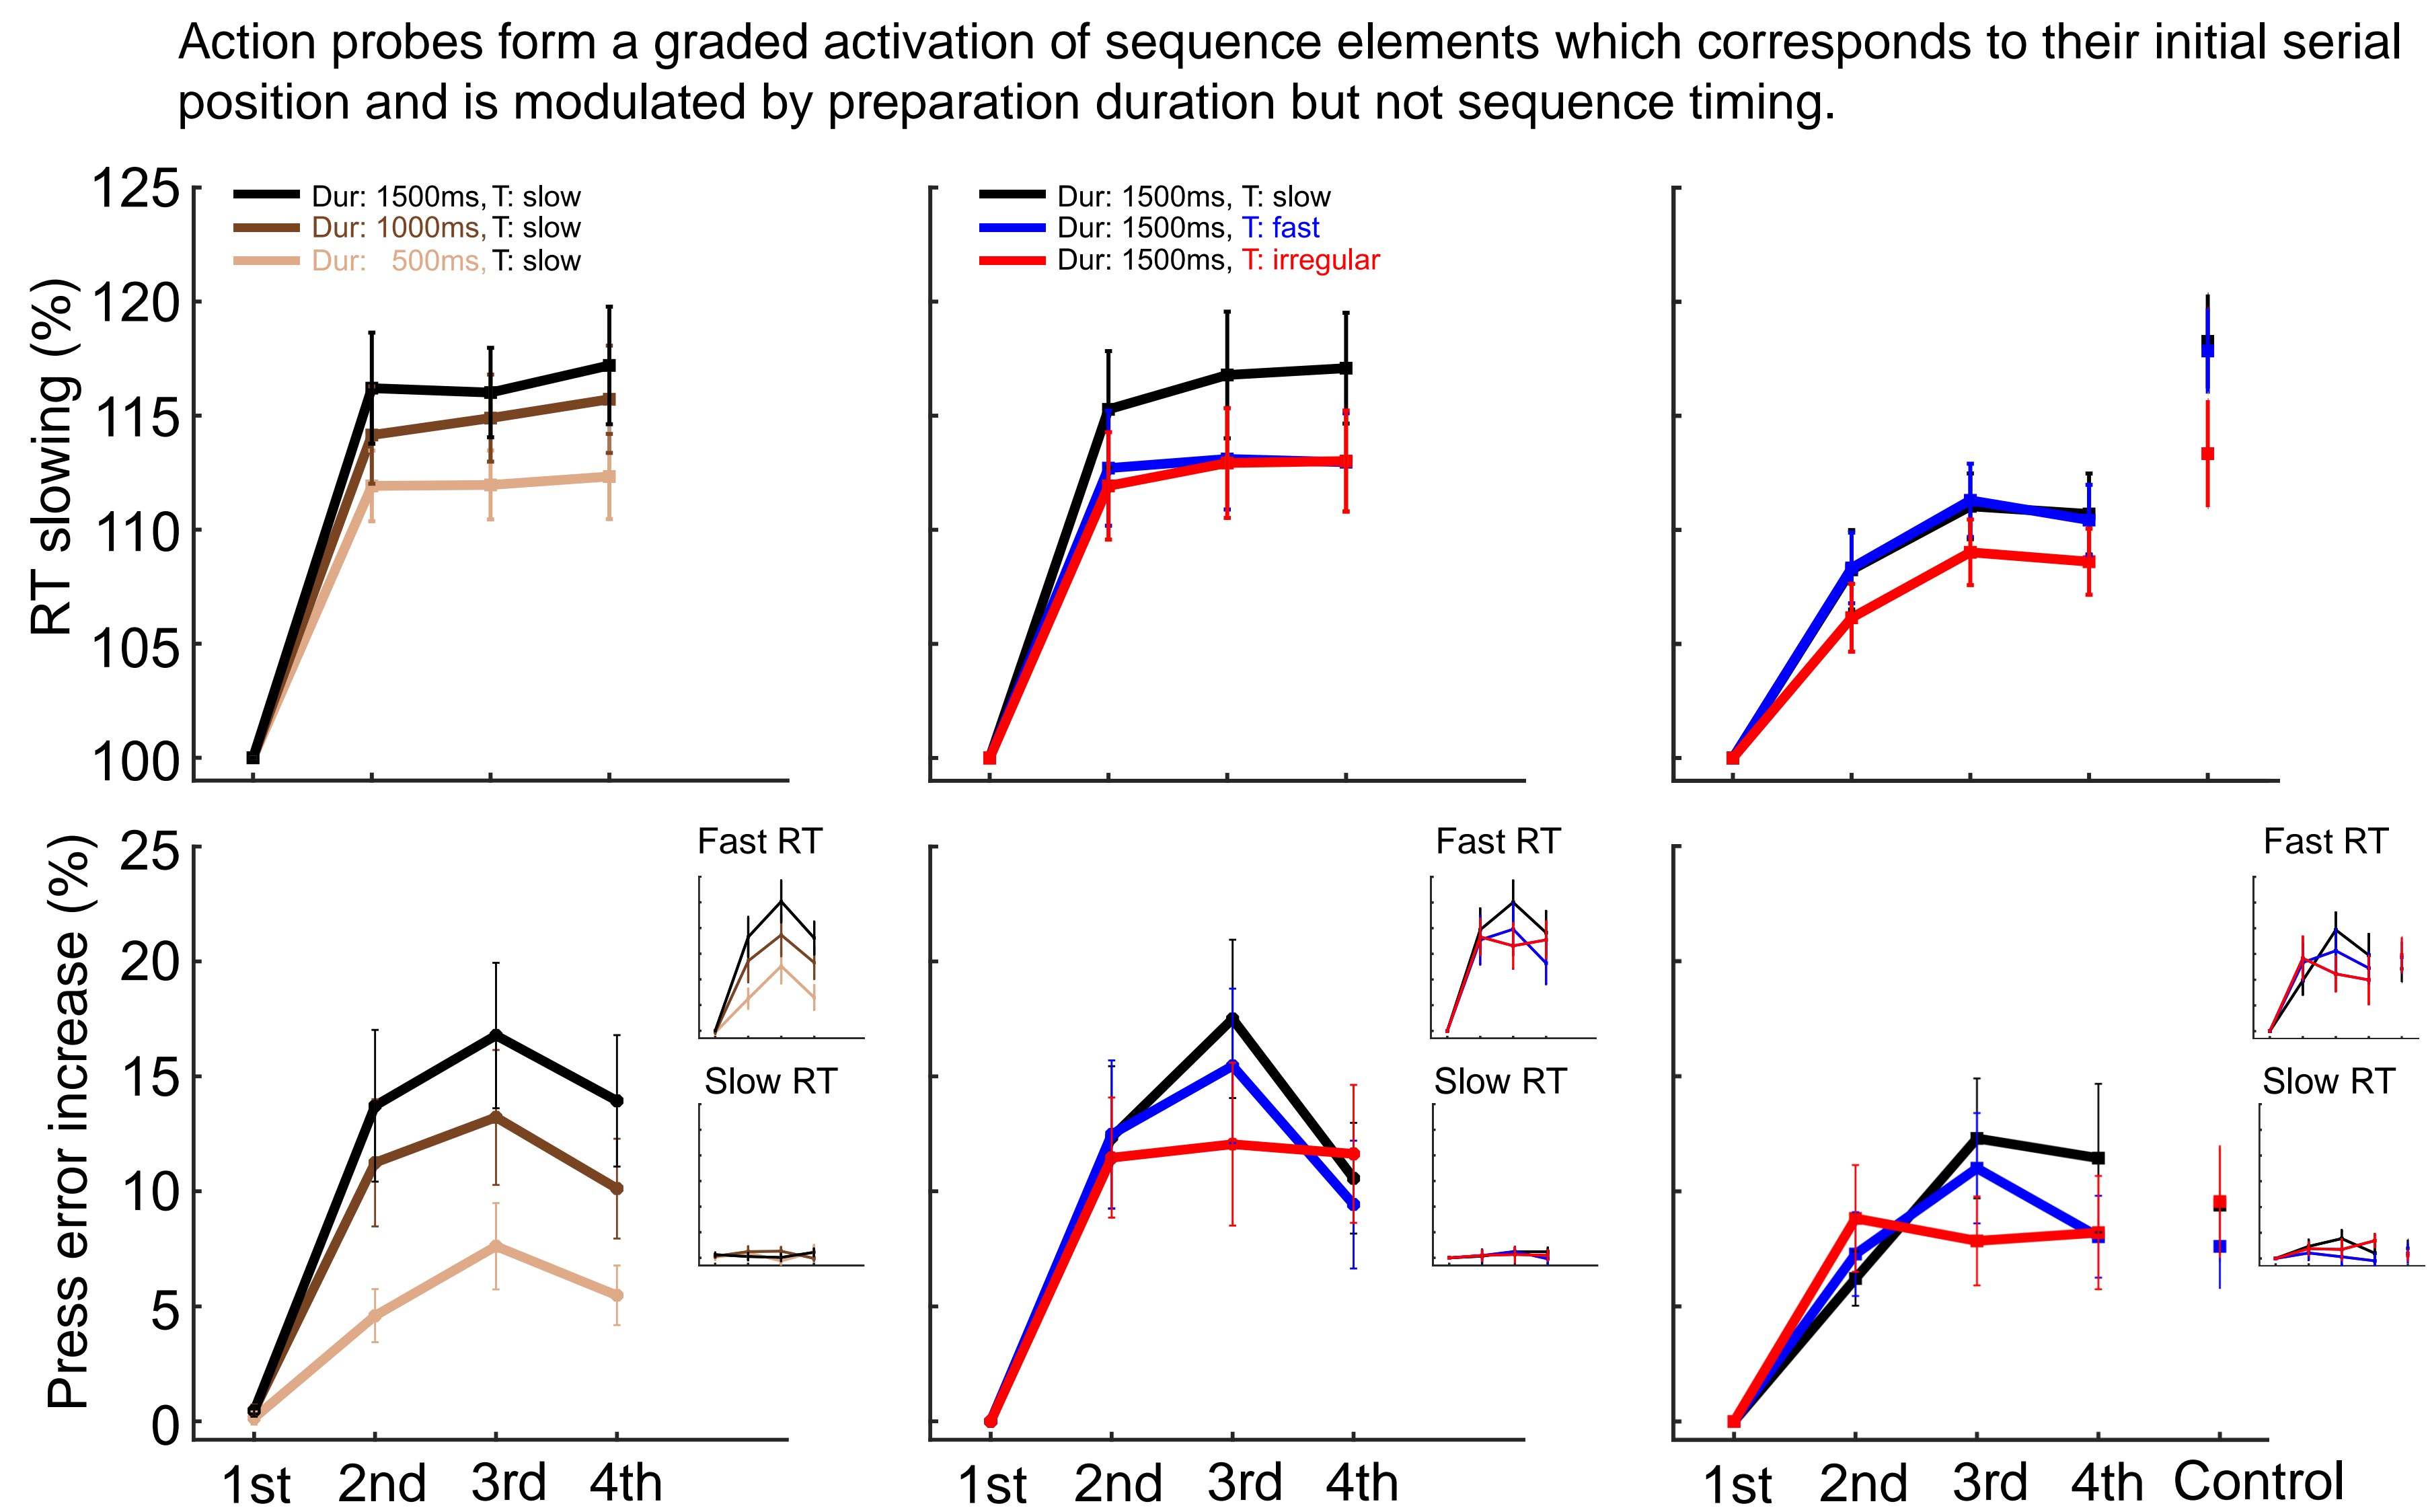 Action probes form a graded activation of sequence elements which corresponds to their initial serial
position and is modulated by preparation duration but not sequence timing.
RT slowing (%)
125
120
115
110
105
100
Dur: 1500ms, T: slow
Dur: 1000ms, T: slow
Dur: 500ms, T: slow
Dur: 1500ms, T: slow
Dur: 1500ms, T: fast
Dur: 1500ms, T: irregular
Press error increase (%)
25
20
15
10
5
0
Fast RT
Slow RT
Fast RT
Slow RT
Fast RT
Slow RT
1st 2nd 3rd 4th
1st 2nd 3rd 4th
1st 2nd 3rd 4th Control